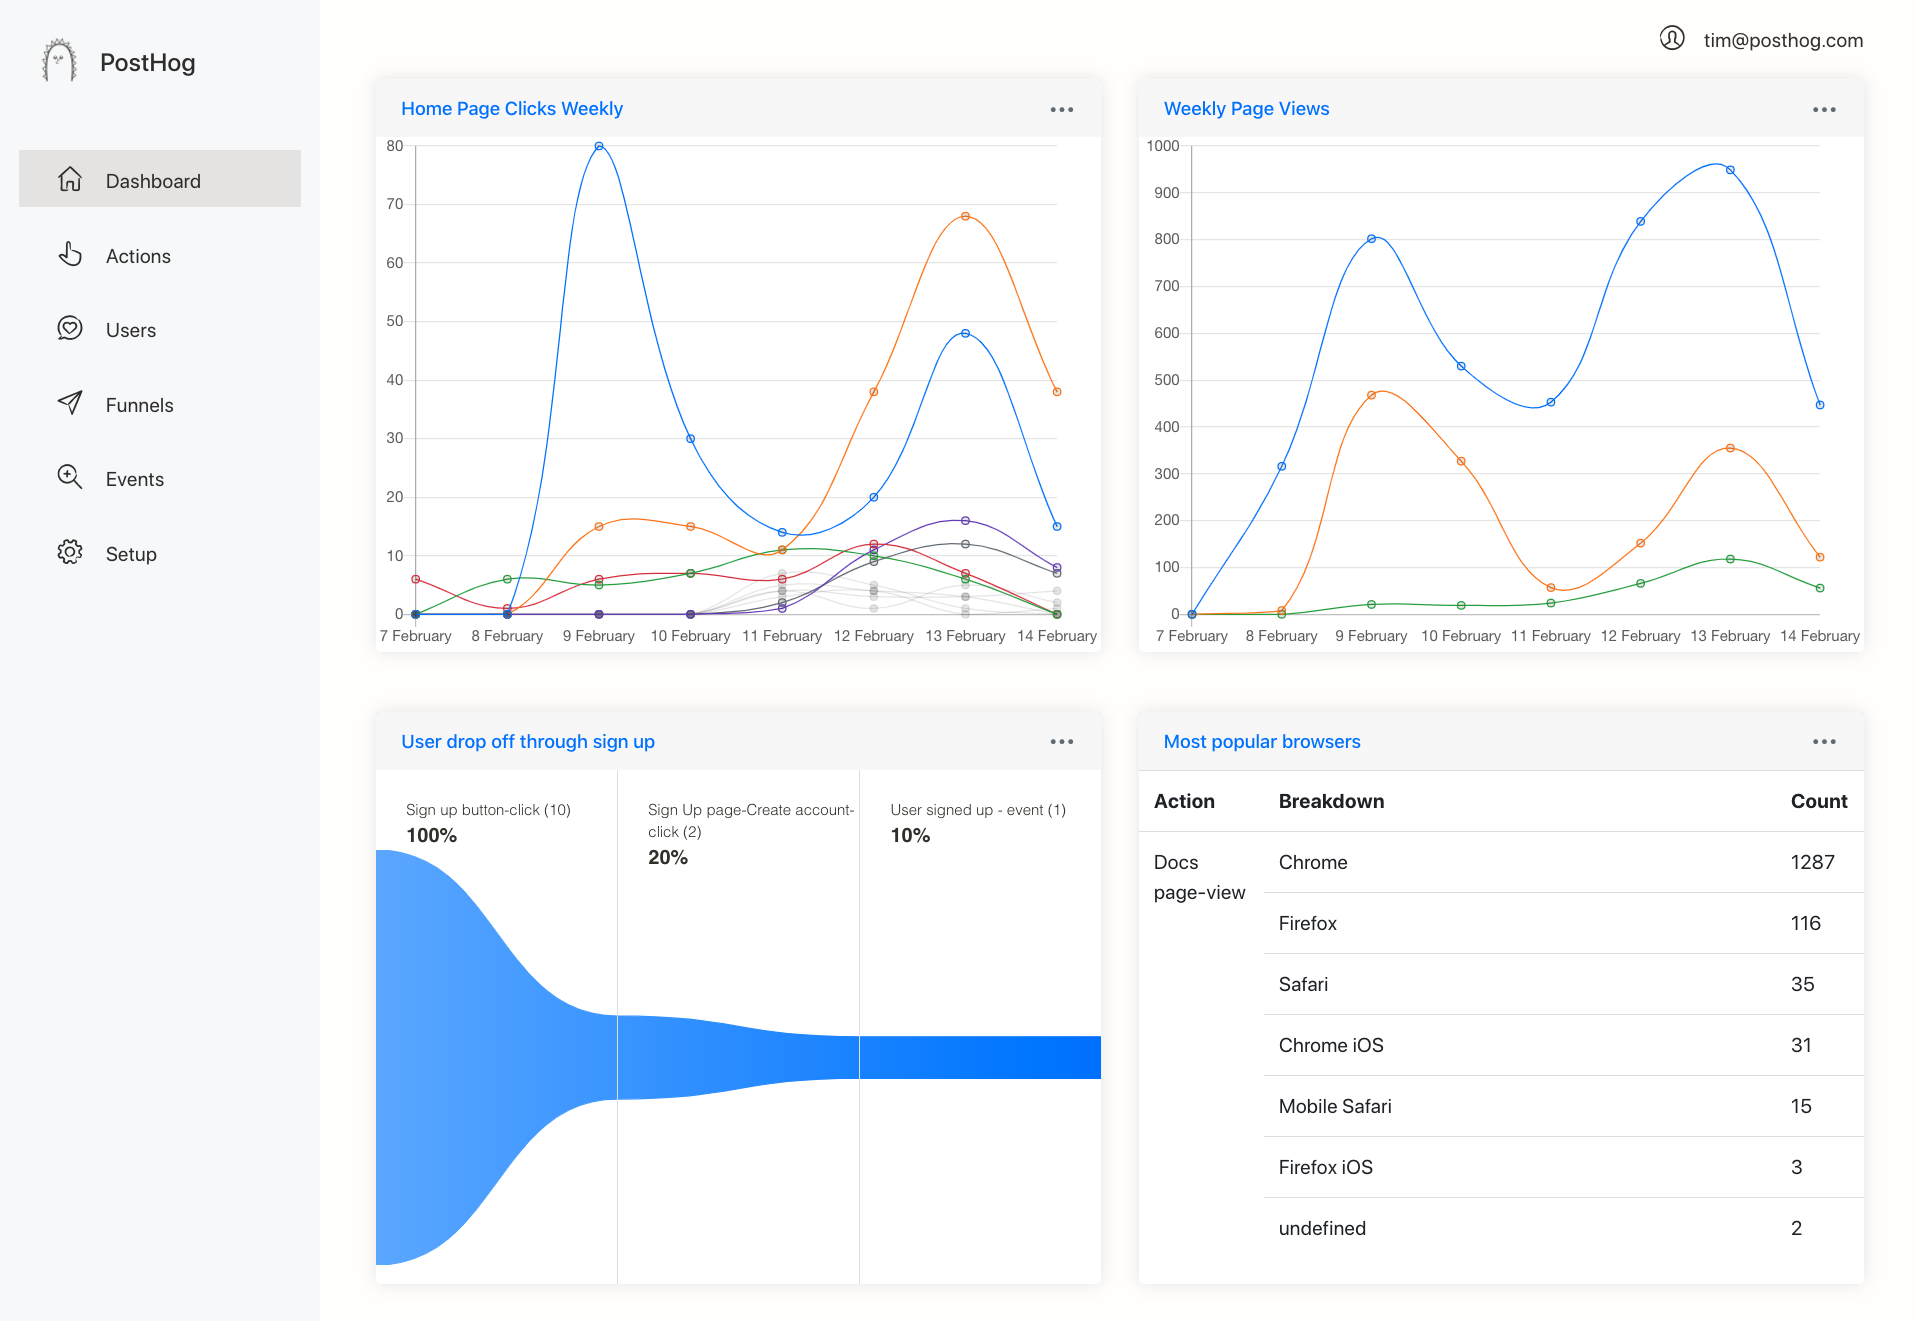 PostHog
tim@posthog.com
Dashboard
Actions
Users
Funnels
Events
Setup
Home Page Clicks Weekly
80
70
60
50
40
30
20
10
0
7 February 8 February 9 February 10 February 11 February 12 February 13 February 14 February
Weekly Page Views
1000
900
800
700
600
500
400
300
200
100
0
7 February 8 February 9 February 10 February 11 February 12 February 13 February 14 February
User drop off through sign up
Sign up button-click (10)
100%
Sign Up page-Create account-
click (2)
20%
User signed up - event (1)
10%
Most popular browsers
Action Breakdown Count
Docs Chrome 1287
page-view
Firefox 116
Safari 35
Chrome iOS 31
Mobile Safari 15
Firefox iOS 3
undefined 2